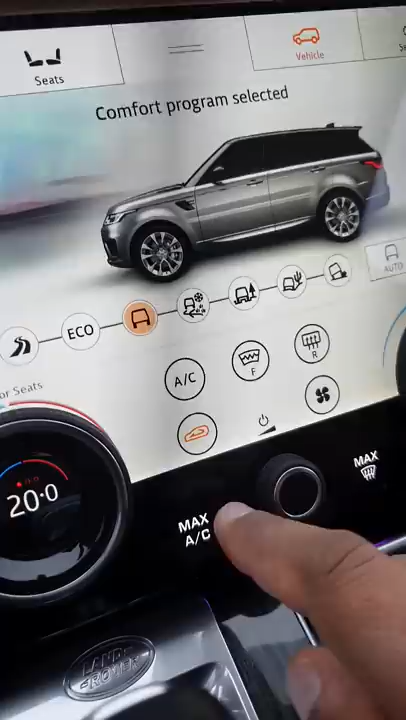 Seats
Vehicle
Comfort program selected
AUTO
ECO
or Seats
A/C
F
R
20·0
MAX
A/C
MAX
LAND
ROVER